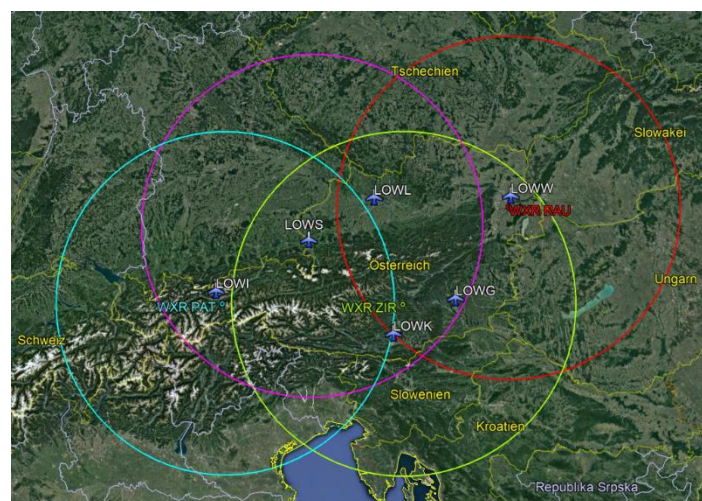 Tschechien
Slowakei
LOWL
LOWW
°WXR RAU
LOWS
Österreich
Ungarn
LOWI
WXR PAT °
WXR ZIR °
LOWG
Schweiz
LOWK
Slowenien
Kroatien
Republika Srpska